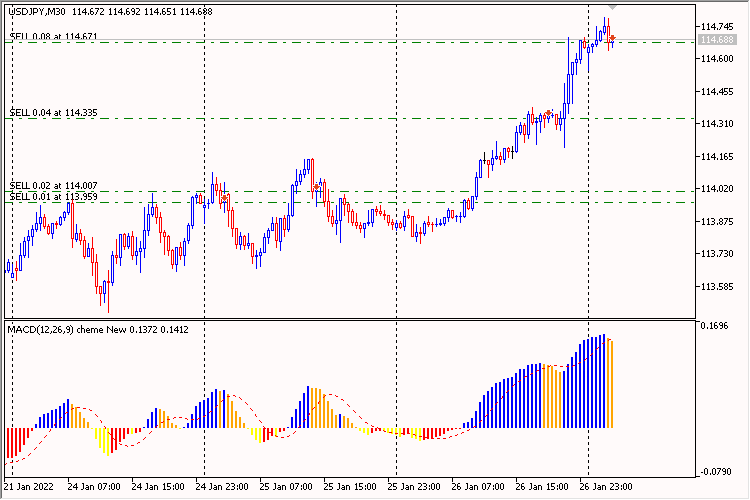 USDJPY,M30 114.672 114.692 114.651 114.688
SELL 0.08 at 114.671
SELL 0.04 at 114.335
SELL 0.02 at 114.007
SELL 0.01 at 113.959
114.745
114.688
114.600
114.455
114.310
114.165
114.020
113.875
113.730
113.585
MACD(12,26,9) cheme New 0.1372 0.1412
0.1696
-0.0790
21 Jan 2022
24 Jan 07:00
24 Jan 15:00
24 Jan 23:00
25 Jan 07:00
25 Jan 15:00
25 Jan 23:00
26 Jan 07:00
26 Jan 15:00
26 Jan 23:00